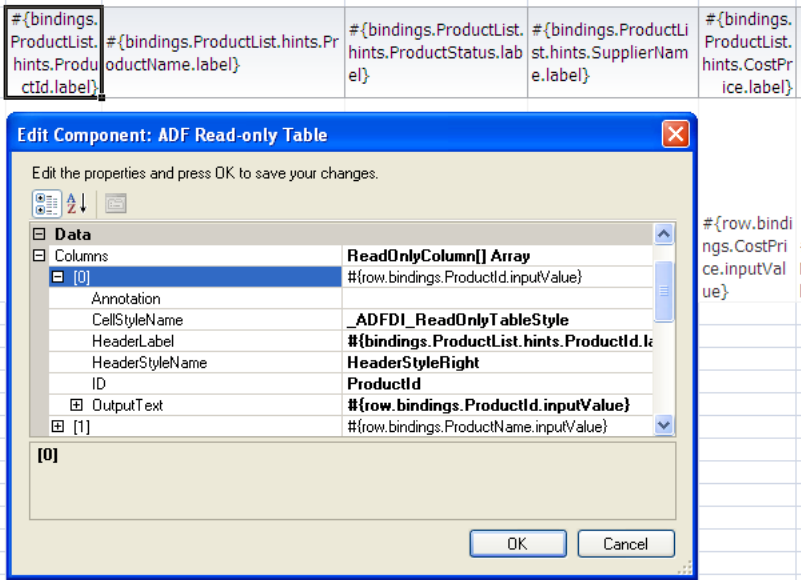 #{bindings.
ProductList.
hints.Produ
ctId.label}
#{bindings.ProductList.hints.Pr
oductName.label}
#{bindings.ProductList.
hints.ProductStatus.lab
el}
#{bindings.ProductLi
st.hints.SupplierNam
e.label}
#{bindings.
ProductList.
hints.CostPr
ice.label}
Edit Component: ADF Read-only Table
Edit the properties and press OK to save your changes.
Data
Columns ReadOnlyColumn[] Array
[0] #{row.bindings.ProductId.inputValue}
Annotation
CellStyleName _ADFDI_ReadOnlyTableStyle
HeaderLabel #{bindings.ProductList.hints.ProductId.la
HeaderStyleName HeaderStyleRight
ID ProductId
OutputText #{row.bindings.ProductId.inputValue}
[1] #{row.bindings.ProductName.inputValue}
[0]
OK Cancel
#{row.bindi
ngs.CostPri
ce.inputVal
ue}